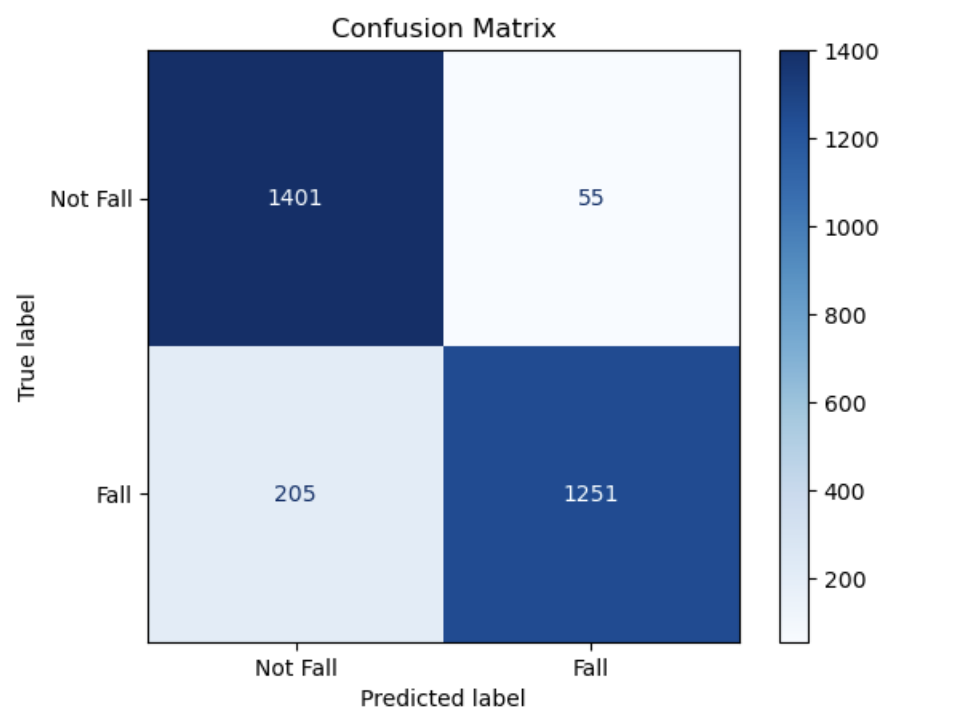 Confusion Matrix
1400
1200
1000
800
600
400
200
True label
Not Fall
1401
55
Fall
205
1251
Not Fall
Fall
Predicted label